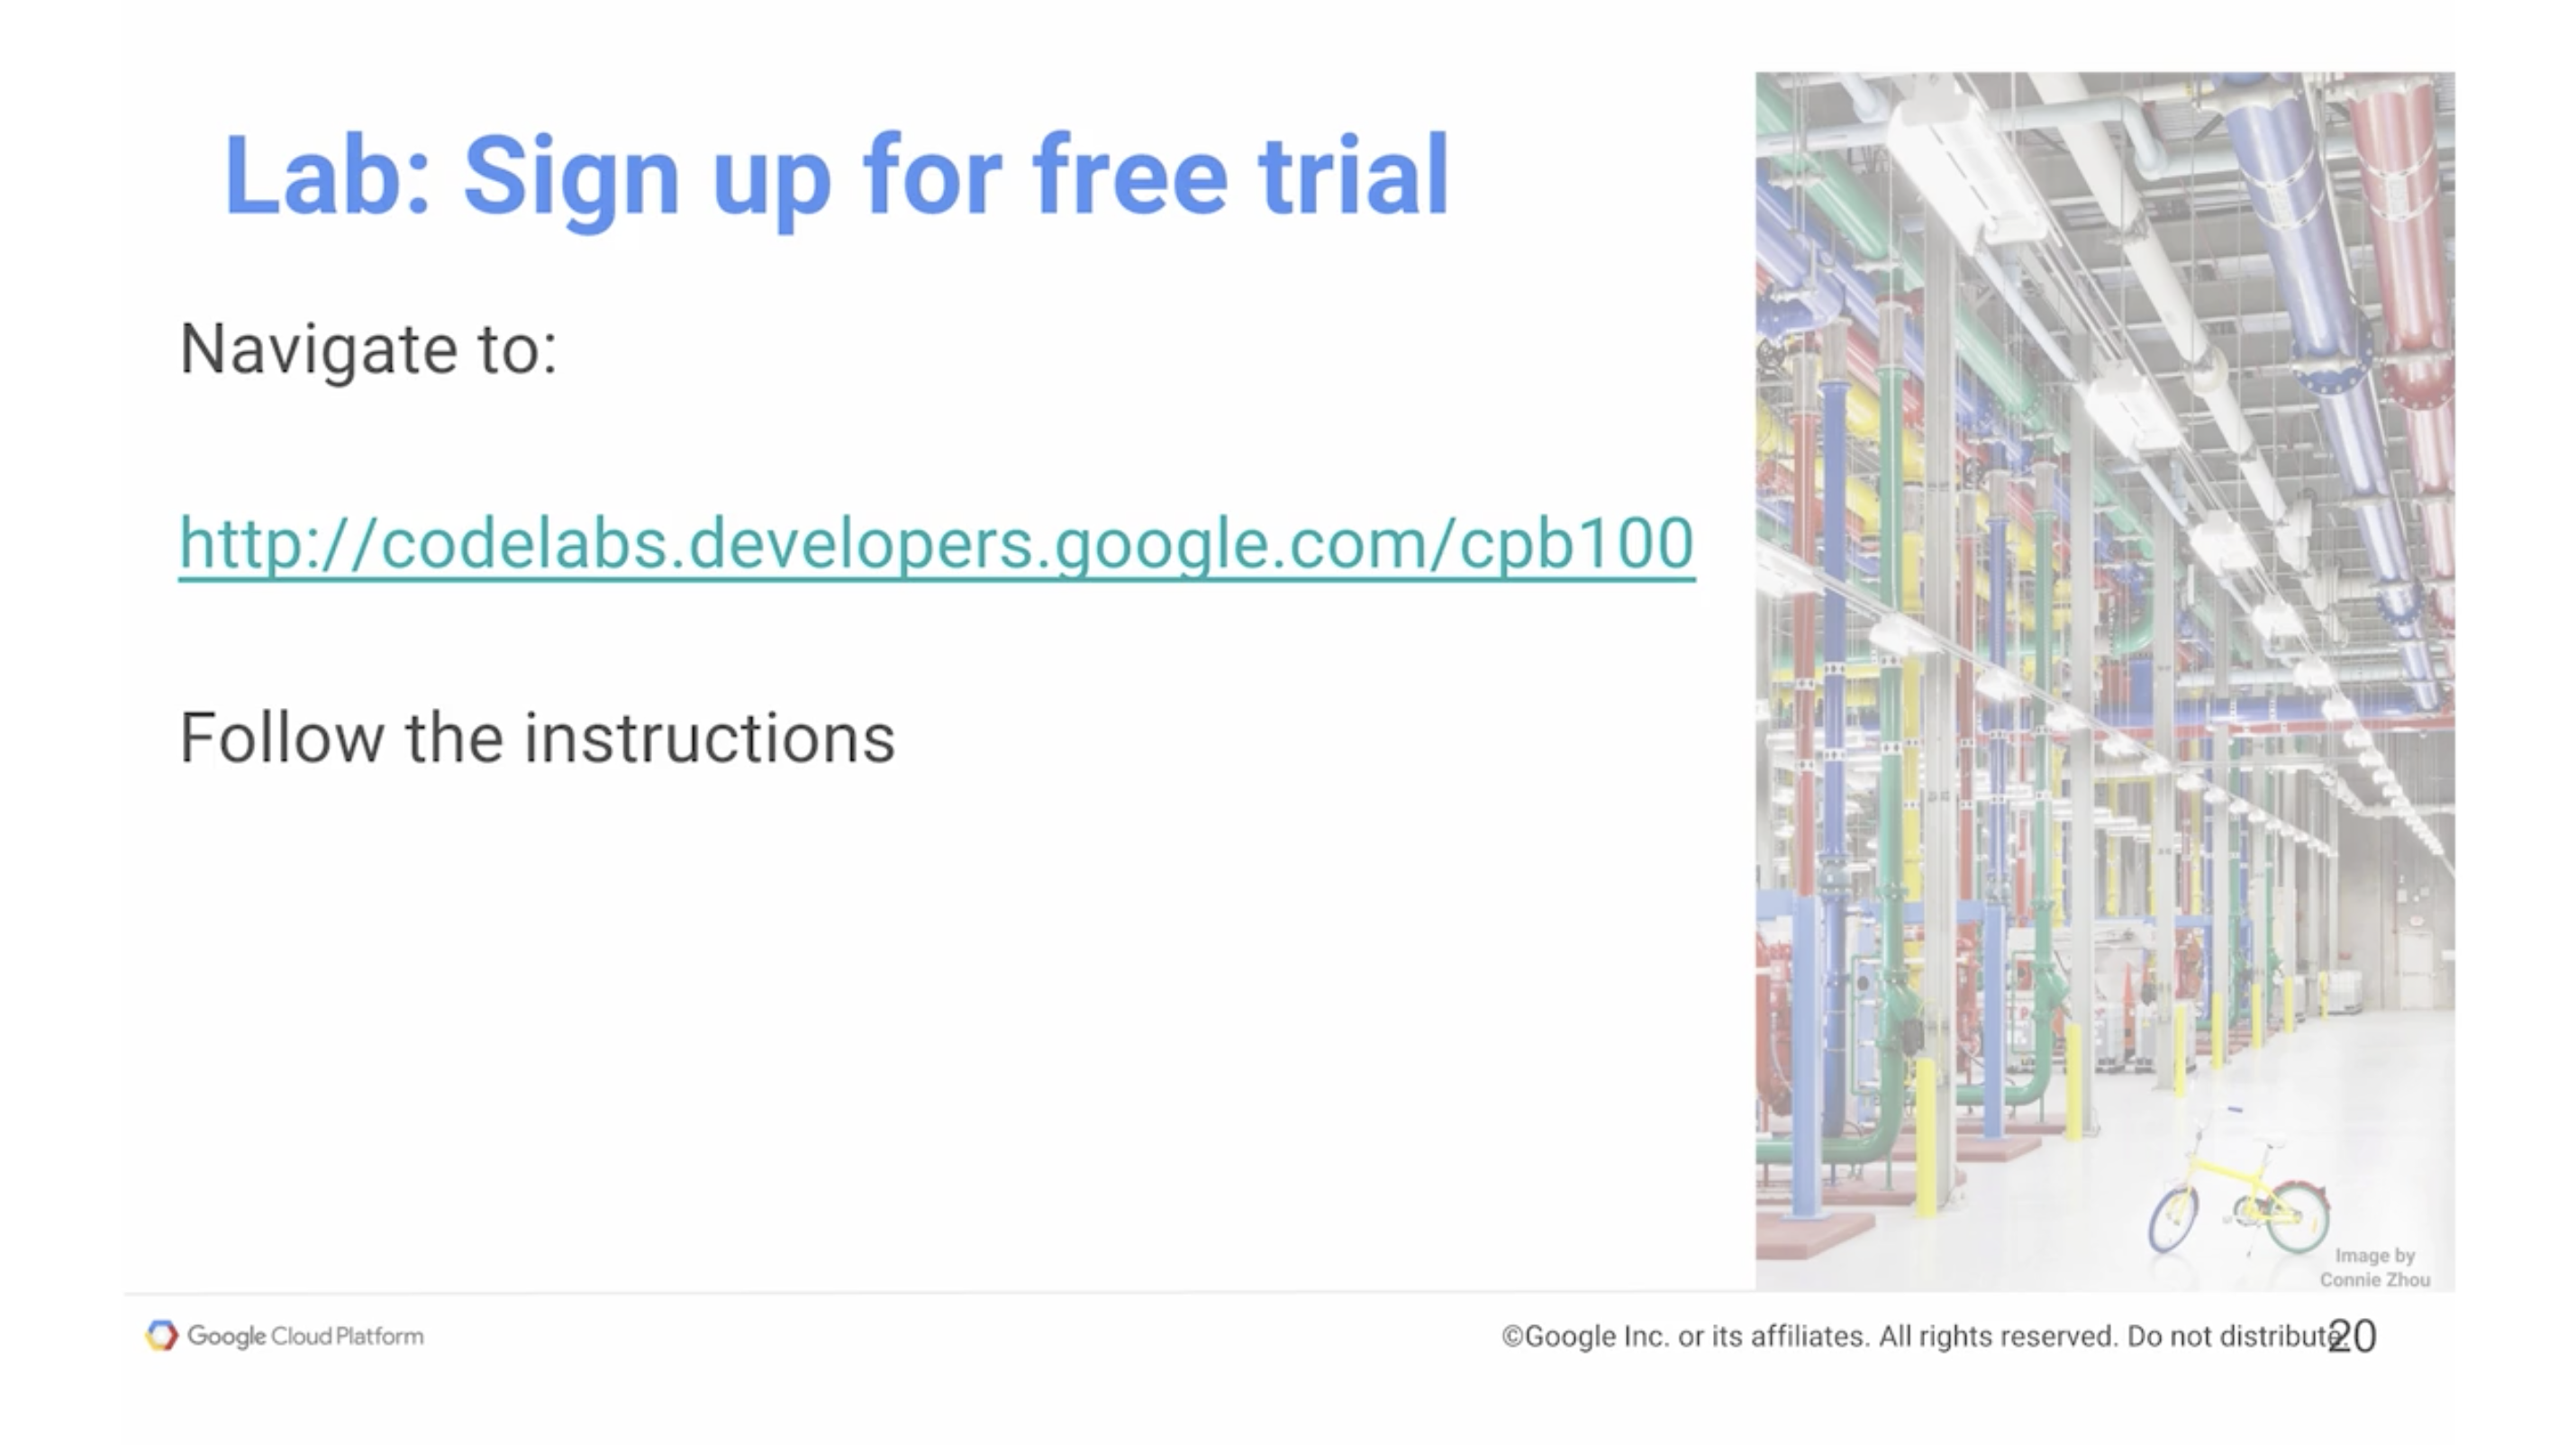 Lab: Sign up for free trial
Navigate to:
http://codelabs.developers.google.com/cpb100
Follow the instructions
Image by
Connie Zhou
Google Cloud Platform
©Google Inc. or its affiliates. All rights reserved. Do not distribute.
20